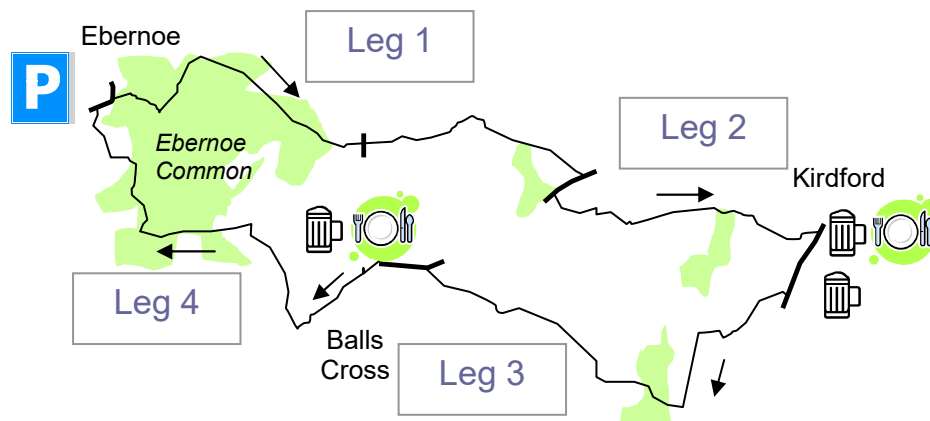 Ebernoe
Leg 1
P
Leg 2
Ebernoe
Common
Kirdford
Leg 4
Balls
Cross
Leg 3